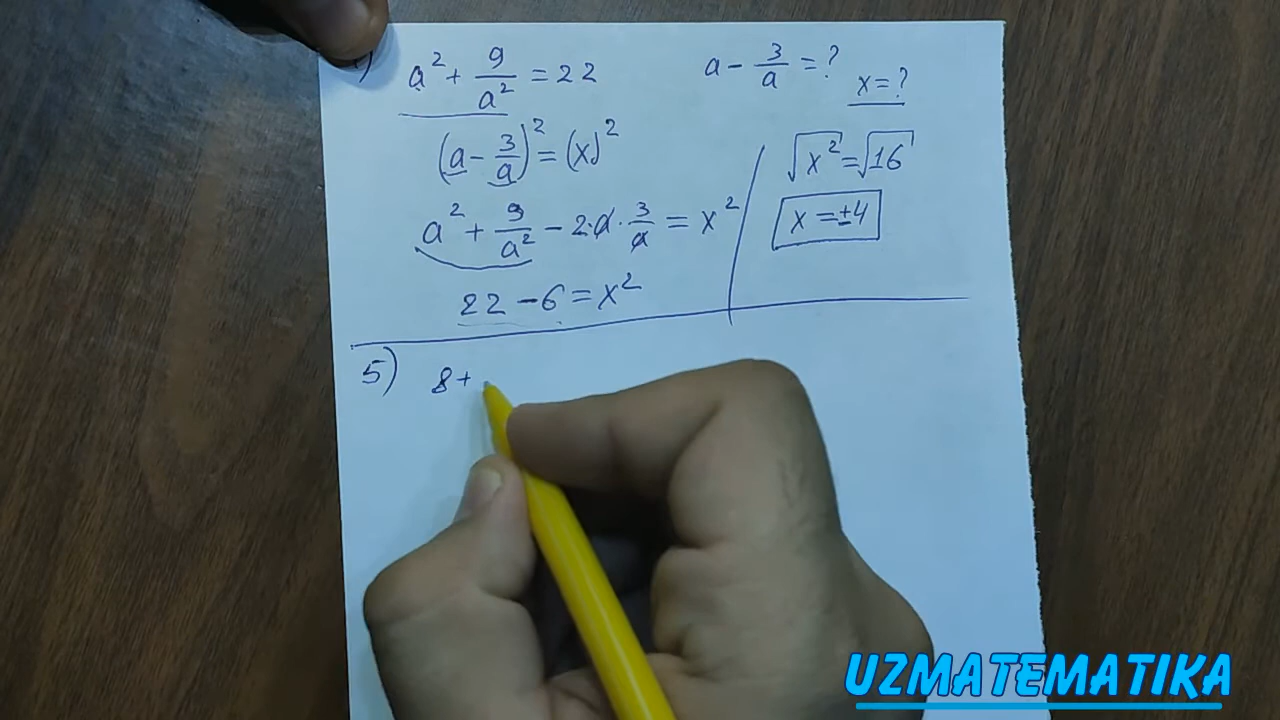 ) a² + 9/a² = 22
a - 3/a = ?
x = ?
(a - 3/a)² = (x)²
a² + 9/a² - 2·a·3/a = x²
22 - 6 = x²
√x² = √16
x = ±4
5) 8 +
UZMATEMATIKA